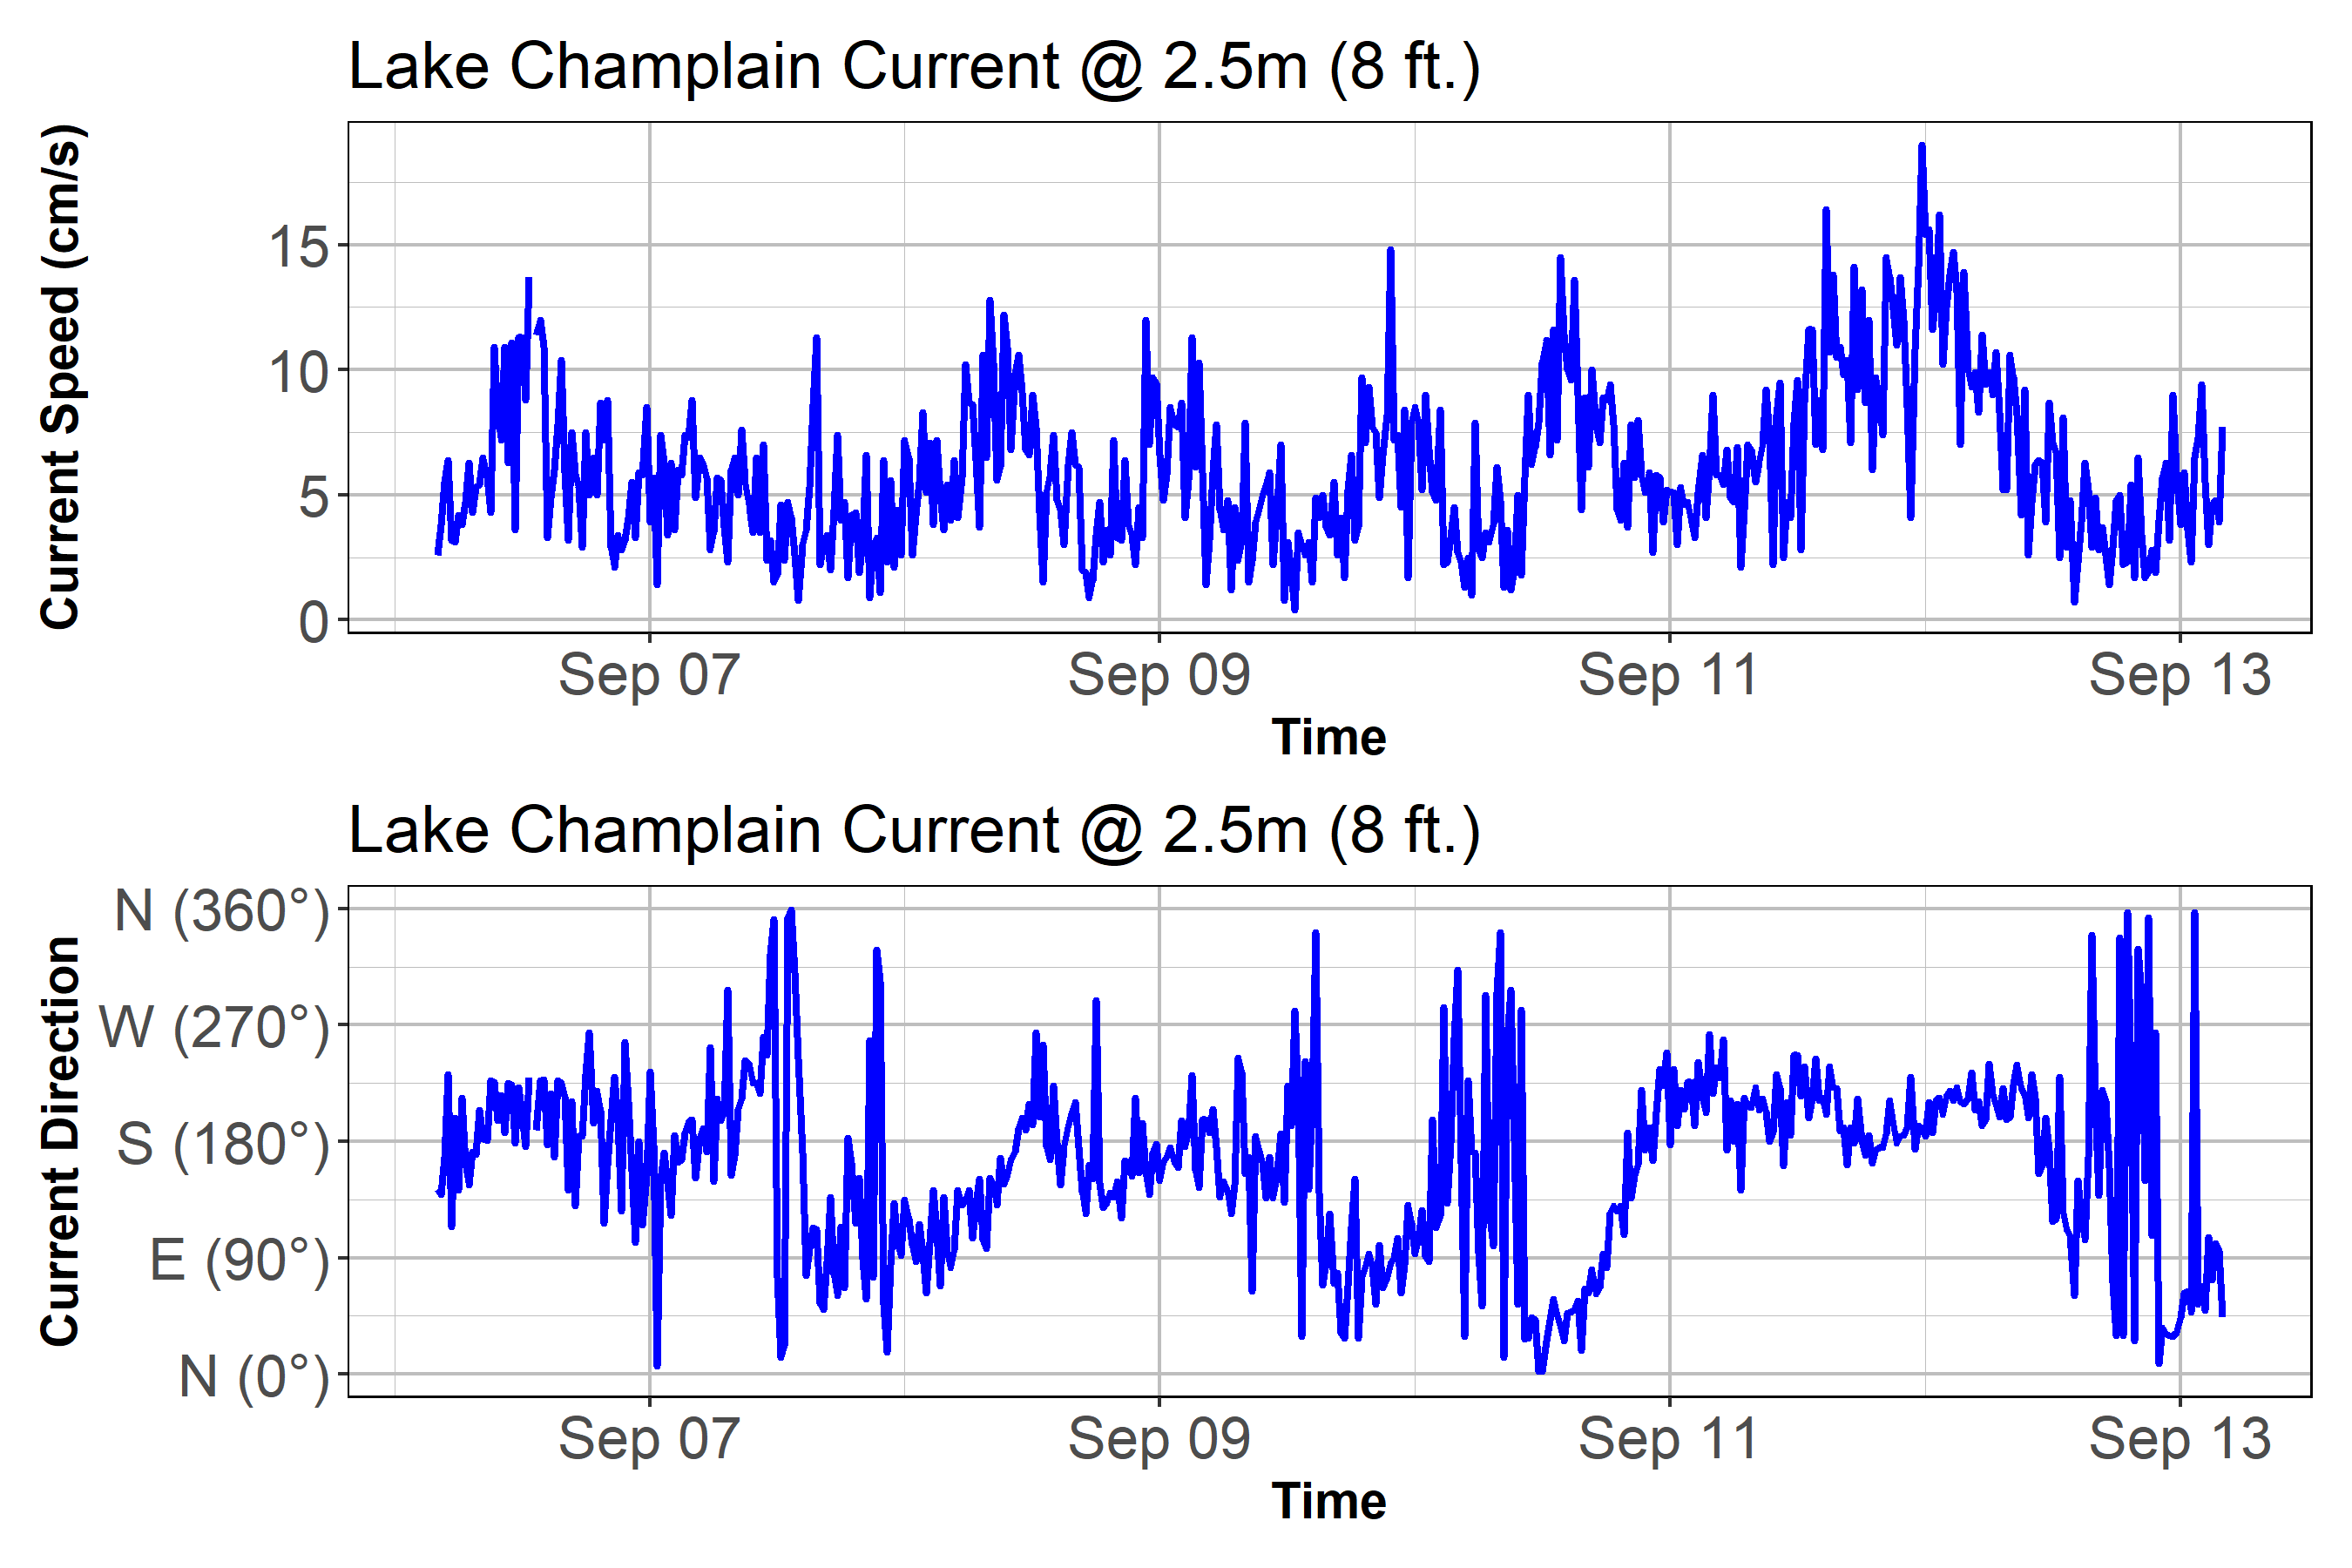 Lake Champlain Current @ 2.5m (8 ft.)
Current Speed (cm/s)
15
10
5
0
Sep 07 Sep 09 Sep 11 Sep 13
Time
Lake Champlain Current @ 2.5m (8 ft.)
Current Direction
N (360°)
W (270°)
S (180°)
E (90°)
N (0°)
Sep 07 Sep 09 Sep 11 Sep 13
Time